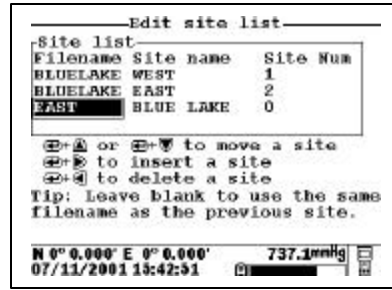 Edit site list
Site list
Filename Site name Site Num
BLUELAKE WEST 1
BLUELAKE EAST 2
EAST BLUE LAKE 0
+ or + to move a site
+ to insert a site
+ to delete a site
Tip: Leave blank to use the same
filename as the previous site.
N 0° 0.000' E 0° 0.000' 737.1mmHg
07/11/2001 15:42:51